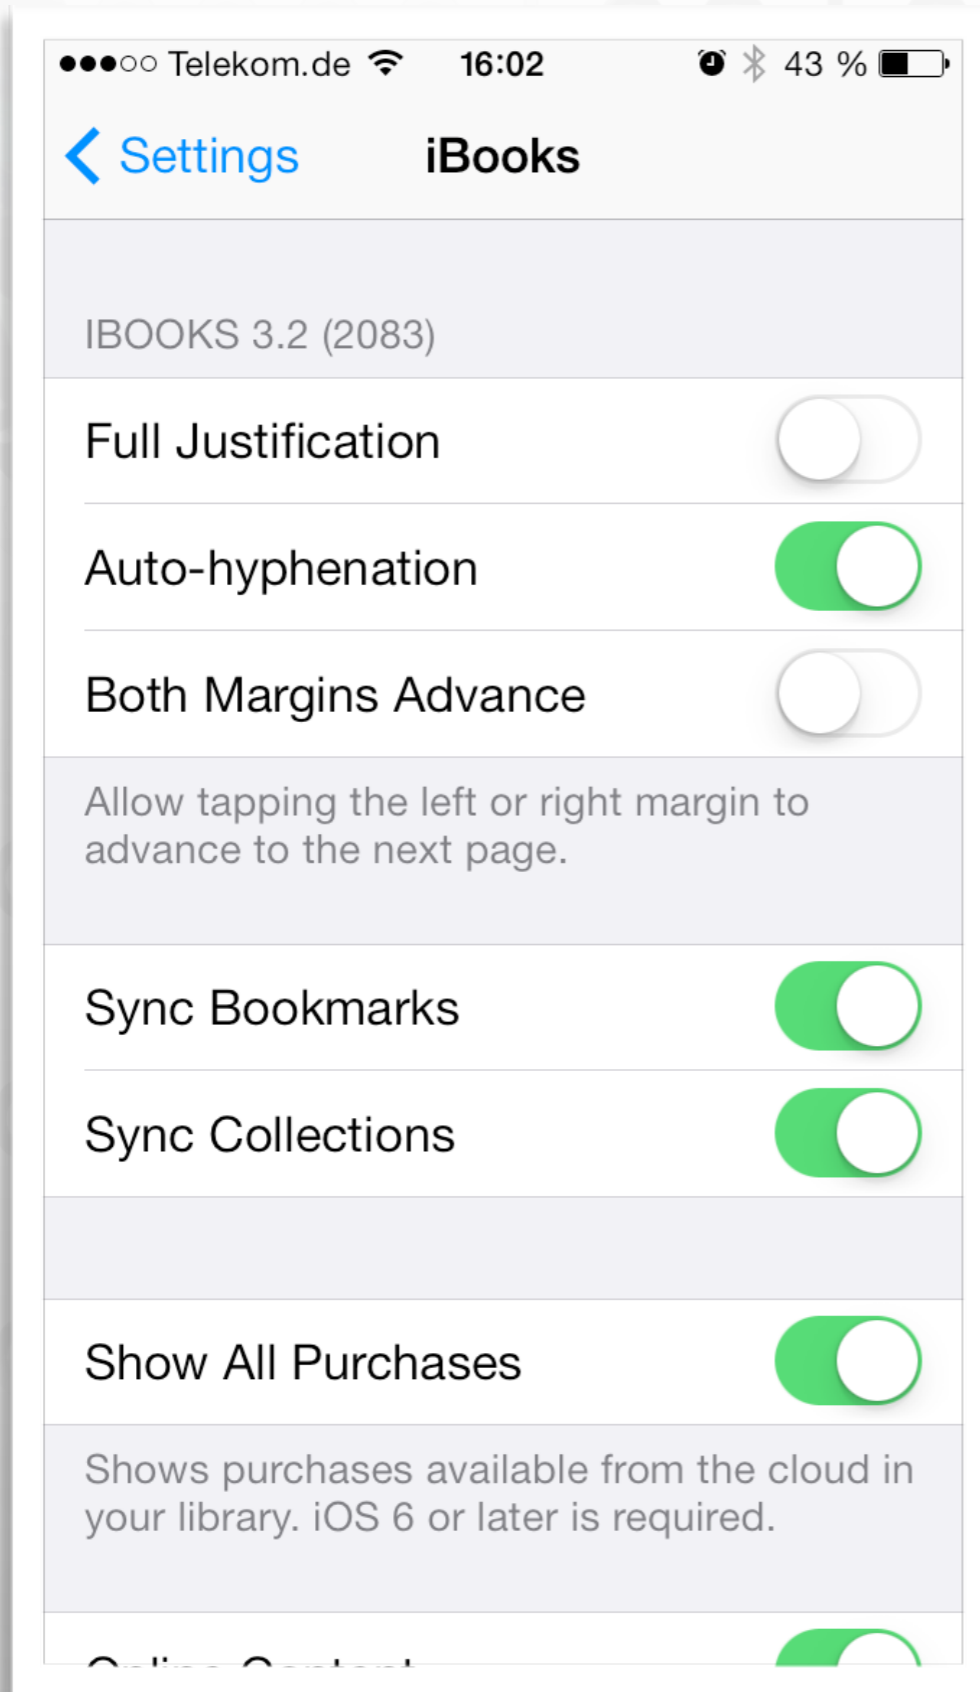 Telekom.de 16:02 43 %
Settings iBooks
IBOOKS 3.2 (2083)
Full Justification
Auto-hyphenation
Both Margins Advance
Allow tapping the left or right margin to
advance to the next page.
Sync Bookmarks
Sync Collections
Show All Purchases
Shows purchases available from the cloud in
your library. iOS 6 or later is required.
Online Content